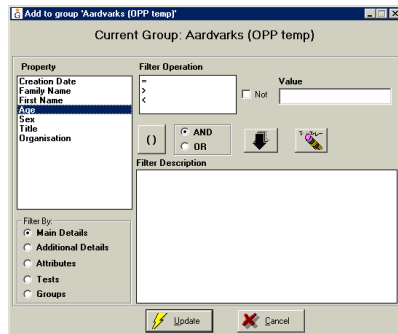 Add to group 'Aardvarks (OPP temp)'
Current Group: Aardvarks (OPP temp)
Property
Creation Date
Family Name
First Name
Age
Sex
Title
Organisation
Filter Operation
=
>
<
Not
Value
( )
AND
OR
Filter Description
Filter By:
Main Details
Additional Details
Attributes
Tests
Groups
Update
Cancel